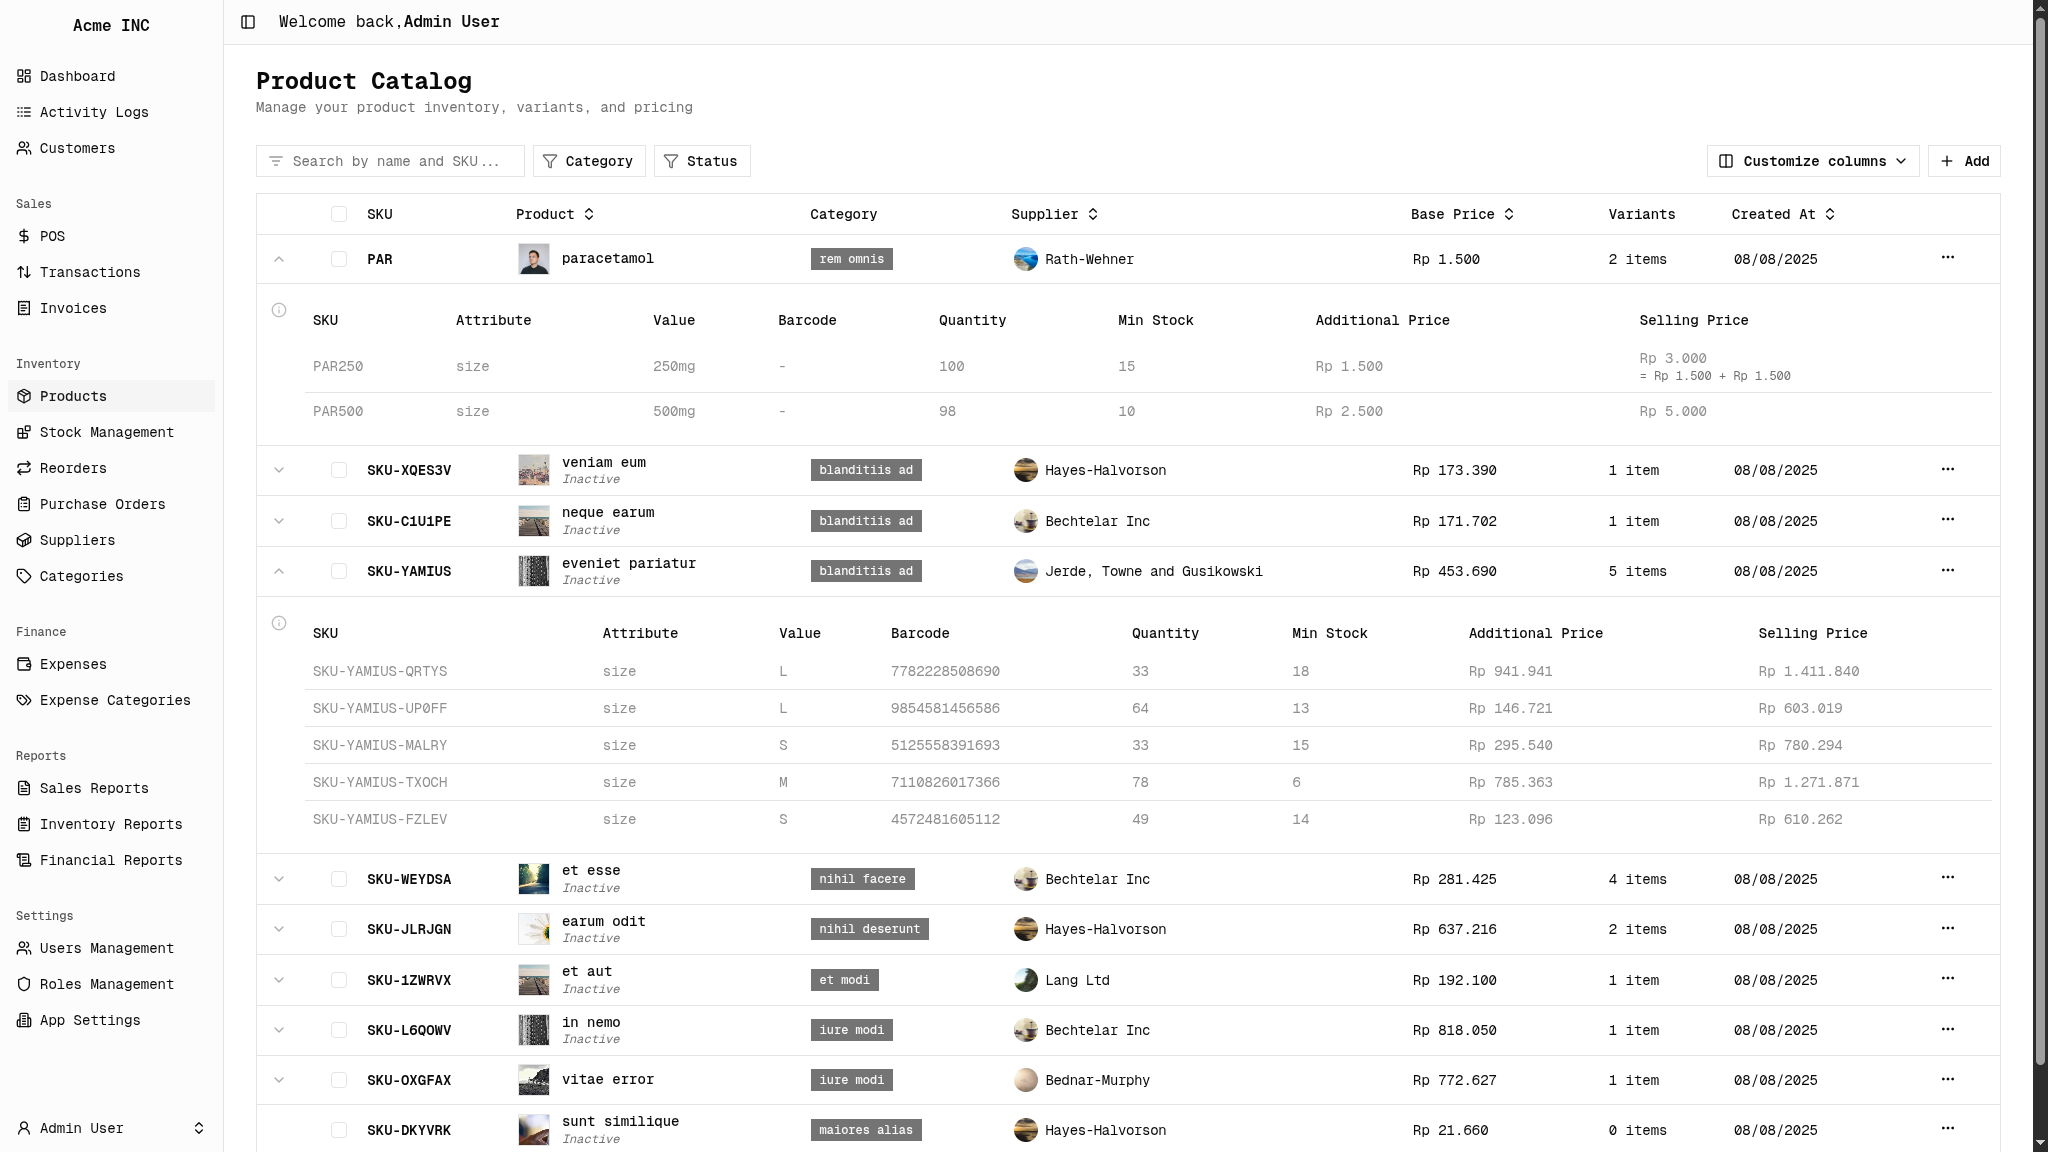 Acme INC
Dashboard
Activity Logs
Customers
Sales
POS
Transactions
Invoices
Inventory
Products
Stock Management
Reorders
Purchase Orders
Suppliers
Categories
Finance
Expenses
Expense Categories
Reports
Sales Reports
Inventory Reports
Financial Reports
Settings
Users Management
Roles Management
App Settings
Admin User
Welcome back,Admin User
Product Catalog
Manage your product inventory, variants, and pricing
Search by name and SKU... Category Status Customize columns Add
SKU Product Category Supplier Base Price Variants Created At
PAR paracetamol rem omnis Rath-Wehner Rp 1.500 2 items 08/08/2025
SKU Attribute Value Barcode Quantity Min Stock Additional Price Selling Price
PAR250 size 250mg - 100 15 Rp 1.500 Rp 3.000
= Rp 1.500 + Rp 1.500
PAR500 size 500mg - 98 10 Rp 2.500 Rp 5.000
SKU-XQES3V veniam eum blanditiis ad Hayes-Halvorson Rp 173.390 1 item 08/08/2025
Inactive
SKU-C1U1PE neque earum blanditiis ad Bechtelar Inc Rp 171.702 1 item 08/08/2025
Inactive
SKU-YAMIUS eveniet pariatur blanditiis ad Jerde, Towne and Gusikowski Rp 453.690 5 items 08/08/2025
Inactive
SKU Attribute Value Barcode Quantity Min Stock Additional Price Selling Price
SKU-YAMIUS-QRTYS size L 7782228508690 33 18 Rp 941.941 Rp 1.411.840
SKU-YAMIUS-UP0FF size L 9854581456586 64 13 Rp 146.721 Rp 603.019
SKU-YAMIUS-MALRY size S 5125558391693 33 15 Rp 295.540 Rp 780.294
SKU-YAMIUS-TXOCH size M 7110826017366 78 6 Rp 785.363 Rp 1.271.871
SKU-YAMIUS-FZLEV size S 4572481605112 49 14 Rp 123.096 Rp 610.262
SKU-WEYDSA et esse nihil facere Bechtelar Inc Rp 281.425 4 items 08/08/2025
Inactive
SKU-JLRJGN earum odit nihil deserunt Hayes-Halvorson Rp 637.216 2 items 08/08/2025
Inactive
SKU-1ZWRVX et aut et modi Lang Ltd Rp 192.100 1 item 08/08/2025
Inactive
SKU-L6QOWV in nemo iure modi Bechtelar Inc Rp 818.050 1 item 08/08/2025
Inactive
SKU-OXGFAX vitae error iure modi Bednar-Murphy Rp 772.627 1 item 08/08/2025
SKU-DKYVRK sunt similique maiores alias Hayes-Halvorson Rp 21.660 0 items 08/08/2025
Inactive